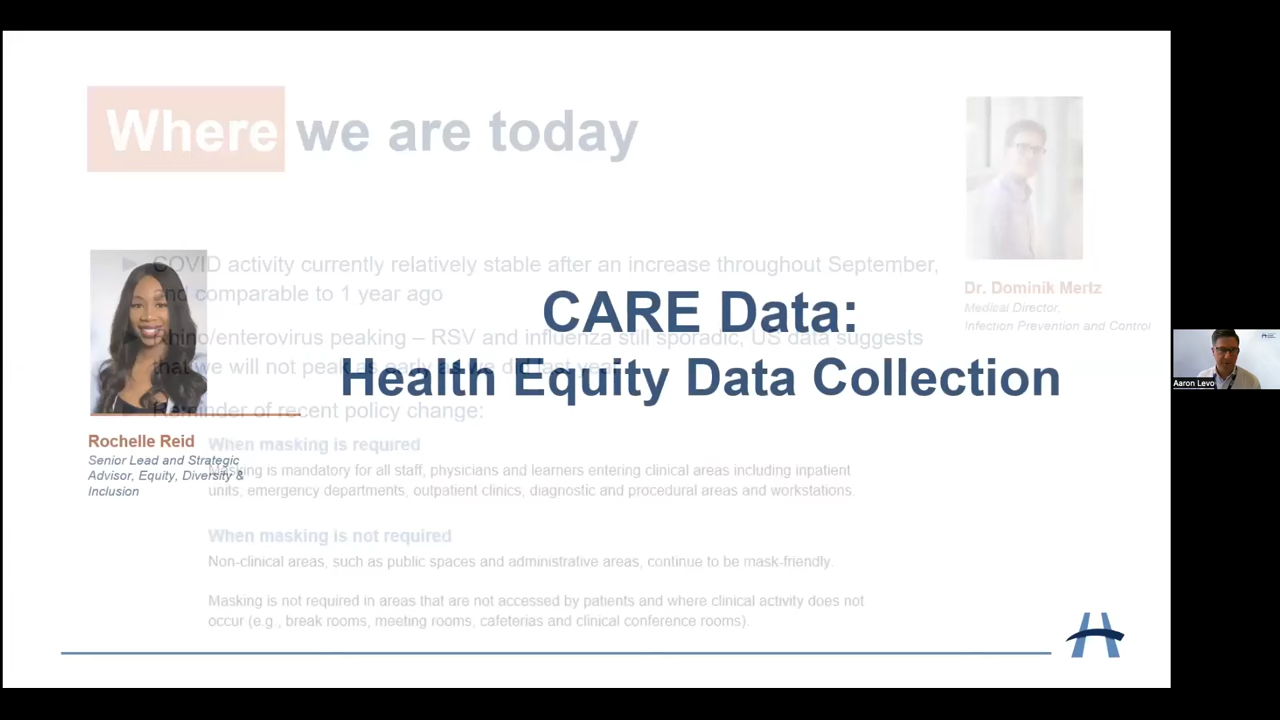 Where we are today
COVID activity currently relatively stable after an increase throughout September,
and comparable to 1 year ago
Dr. Dominik Mertz
Medical Director,
Infection Prevention and Control
CARE Data:
Rhino/enterovirus peaking – RSV and influenza still sporadic, US data suggests
that we will not peak as early as we did last year
Health Equity Data Collection
Aaron Levo
Reminder of recent policy change:
Rochelle Reid
Senior Lead and Strategic
Advisor, Equity, Diversity &
Inclusion
When masking is required
Masking is mandatory for all staff, physicians and learners entering clinical areas including inpatient
units, emergency departments, outpatient clinics, diagnostic and procedural areas and workstations.
When masking is not required
Non-clinical areas, such as public spaces and administrative areas, continue to be mask-friendly.
Masking is not required in areas that are not accessed by patients and where clinical activity does not
occur (e.g., break rooms, meeting rooms, cafeterias and clinical conference rooms).